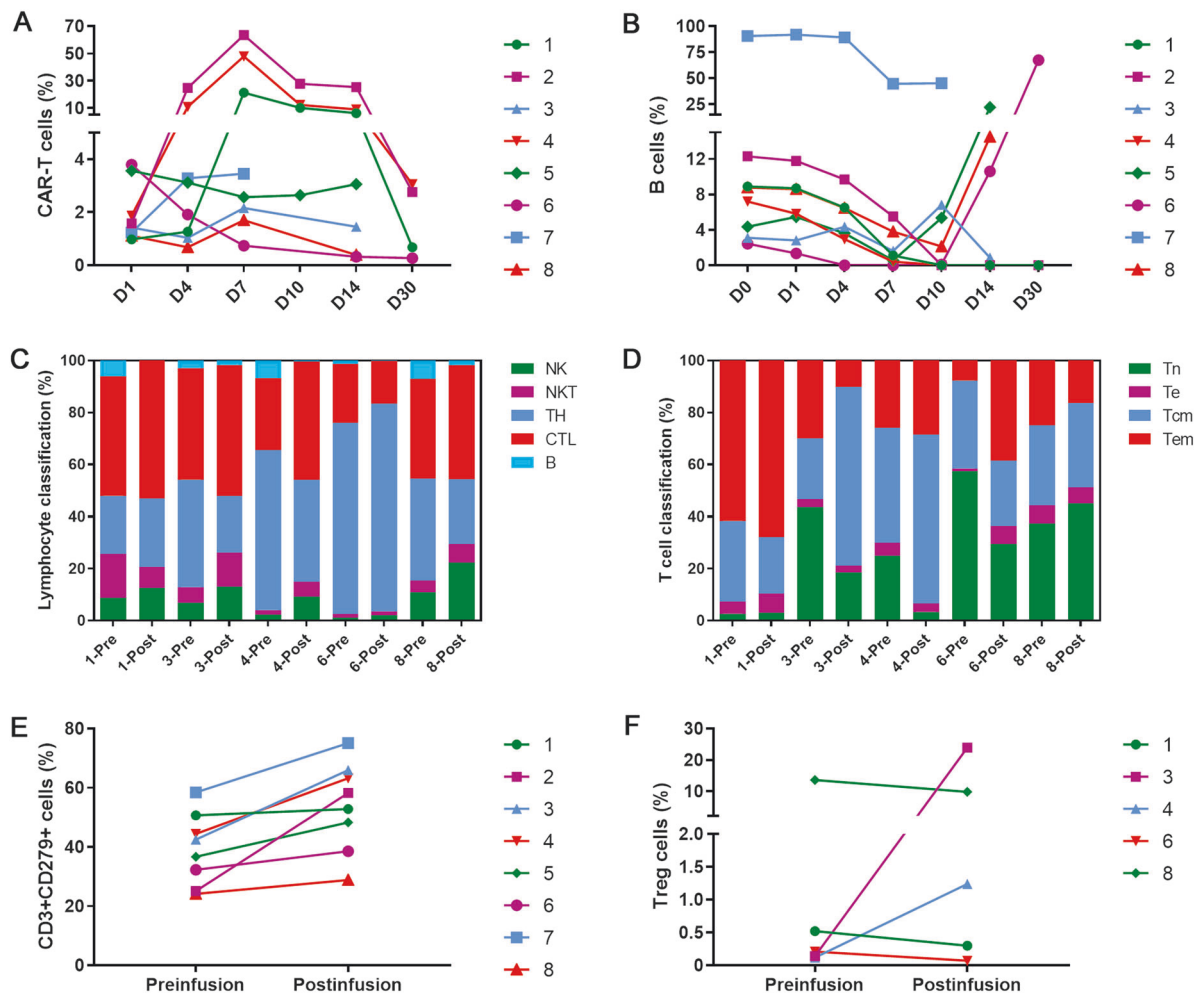 A
CAR-T cells (%)
70
50
30
10
4
2
0
D1 D4 D7 D10 D14 D30
1
2
3
4
5
6
7
8
B
B cells (%)
100
75
50
25
12
8
4
0
D0 D1 D4 D7 D10 D14 D30
1
2
3
4
5
6
7
8
C
Lymphocyte classification (%)
100
80
60
40
20
0
1-Pre 1-Post 3-Pre 3-Post 4-Pre 4-Post 6-Pre 6-Post 8-Pre 8-Post
NK
NKT
TH
CTL
B
D
T cell classification (%)
100
80
60
40
20
0
1-Pre 1-Post 3-Pre 3-Post 4-Pre 4-Post 6-Pre 6-Post 8-Pre 8-Post
Tn
Te
Tcm
Tem
E
CD3+CD279+ cells (%)
80
60
40
20
0
Preinfusion Postinfusion
1
2
3
4
5
6
7
8
F
Treg cells (%)
30
20
10
2.0
1.5
1.0
0.5
0
Preinfusion Postinfusion
1
3
4
6
8